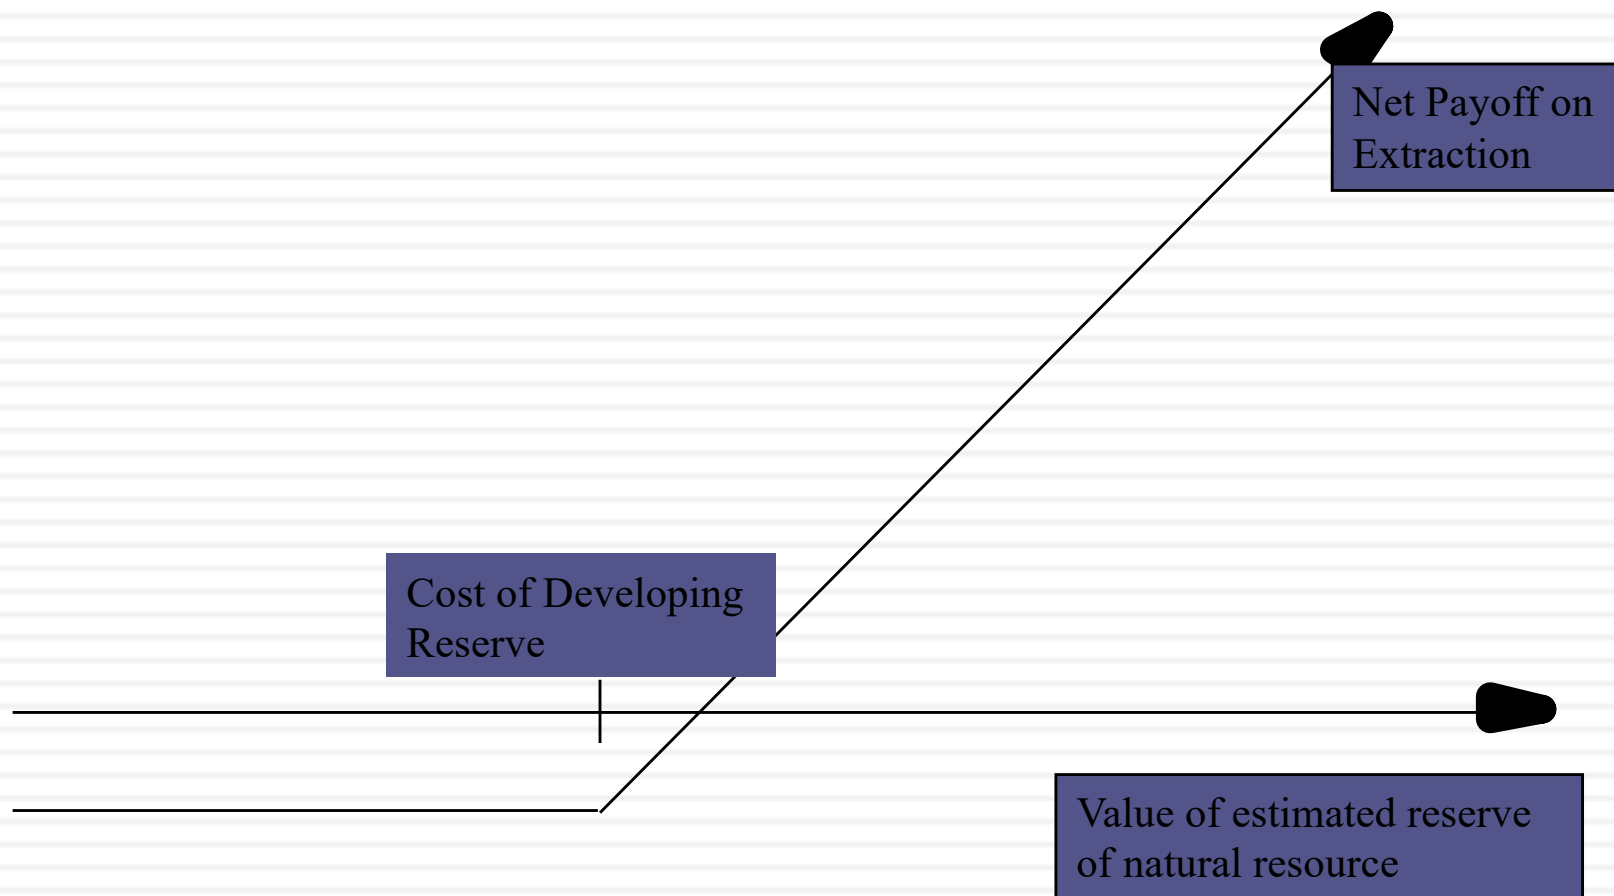 Net Payoff on
Extraction
Cost of Developing
Reserve
Value of estimated reserve
of natural resource